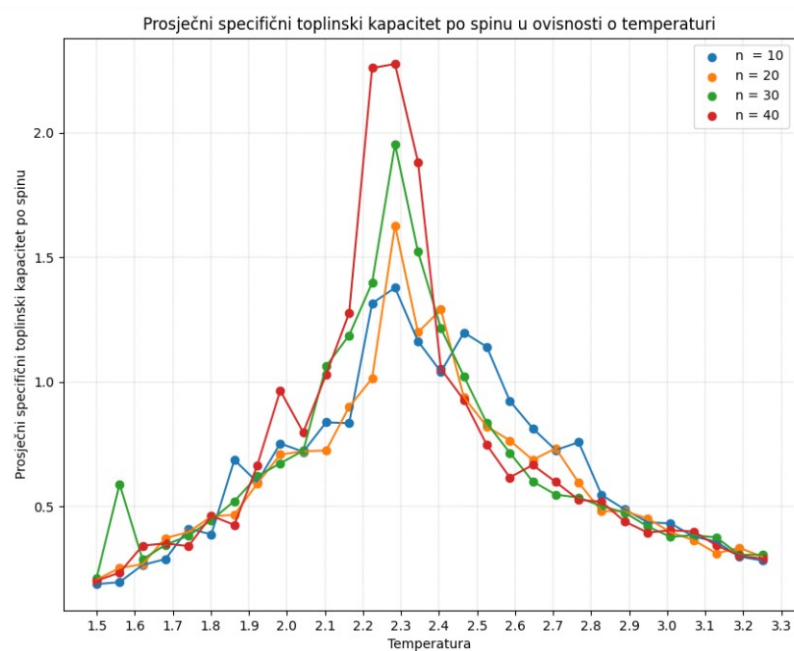 Prosječni specifični toplinski kapacitet po spinu u ovisnosti o temperaturi
n = 10
n = 20
n = 30
n = 40
Prosječni specifični toplinski kapacitet po spinu
2.0
1.5
1.0
0.5
1.5 1.6 1.7 1.8 1.9 2.0 2.1 2.2 2.3 2.4 2.5 2.6 2.7 2.8 2.9 3.0 3.1 3.2 3.3
Temperatura